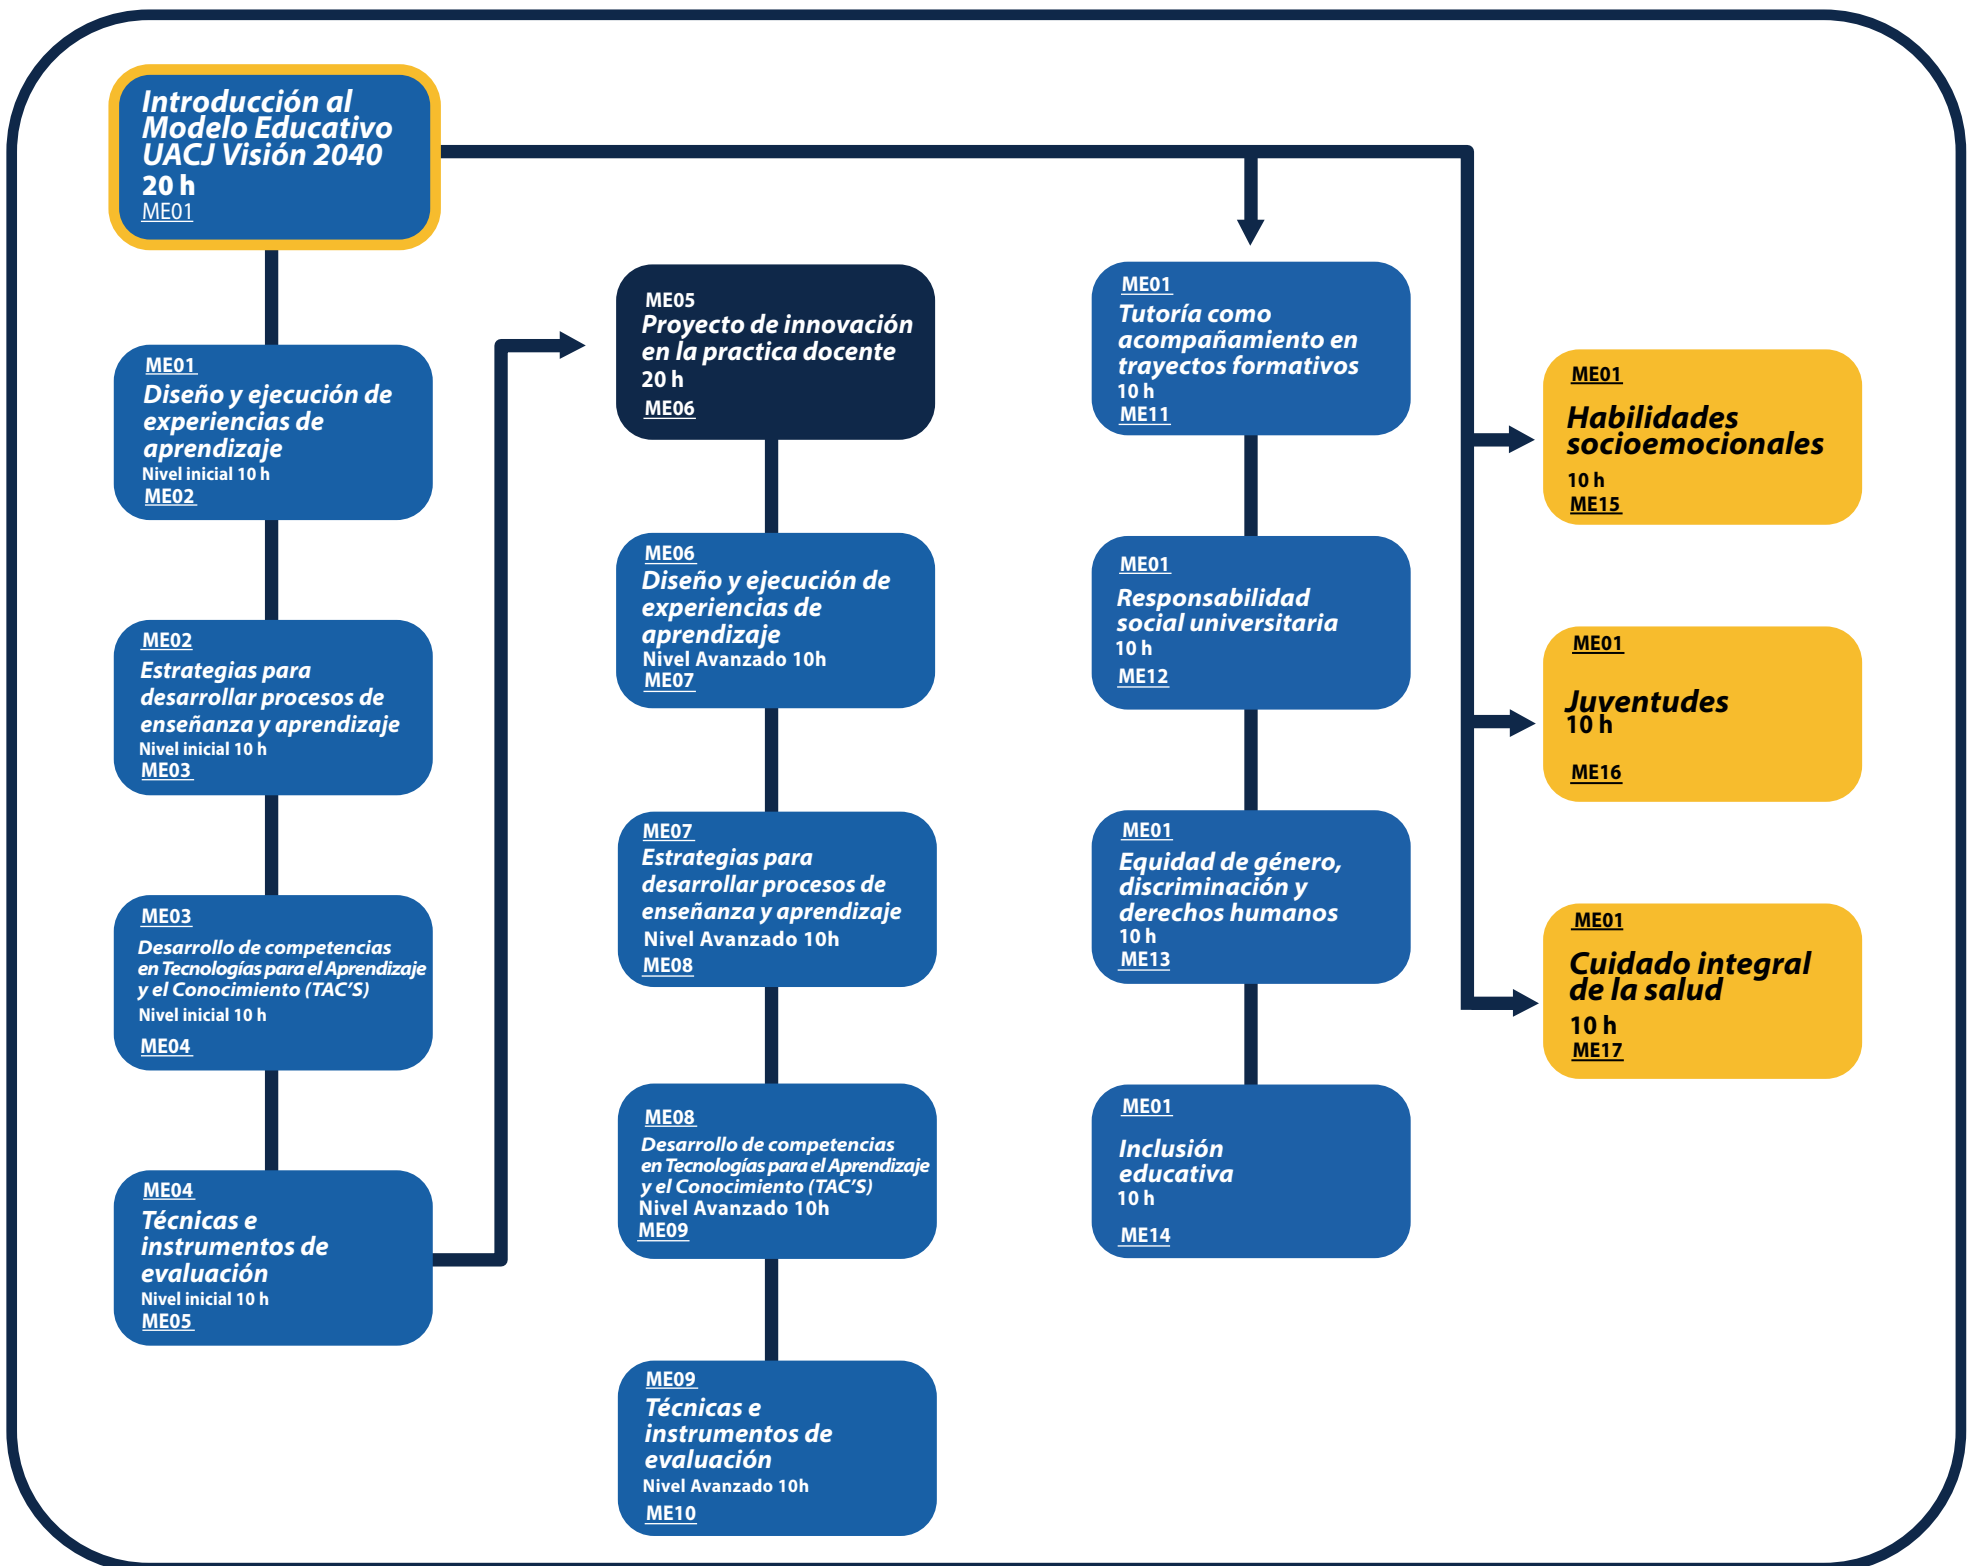 Introducción al
Modelo Educativo
UACJ Visión 2040
20 h
ME01
ME01
Diseño y ejecución de
experiencias de
aprendizaje
Nivel inicial 10 h
ME02
ME02
Estrategias para
desarrollar procesos de
enseñanza y aprendizaje
Nivel inicial 10 h
ME03
ME03
Desarrollo de competencias
en Tecnologías para el Aprendizaje
y el Conocimiento (TAC'S)
Nivel inicial 10 h
ME04
ME04
Técnicas e
instrumentos de
evaluación
Nivel inicial 10 h
ME05
ME05
Proyecto de innovación
en la practica docente
20 h
ME06
ME06
Diseño y ejecución de
experiencias de
aprendizaje
Nivel Avanzado 10h
ME07
ME07
Estrategias para
desarrollar procesos de
enseñanza y aprendizaje
Nivel Avanzado 10h
ME08
ME08
Desarrollo de competencias
en Tecnologías para el Aprendizaje
y el Conocimiento (TAC'S)
Nivel Avanzado 10h
ME09
ME09
Técnicas e
instrumentos de
evaluación
Nivel Avanzado 10h
ME10
ME01
Tutoría como
acompañamiento en
trayectos formativos
10 h
ME11
ME01
Responsabilidad
social universitaria
10 h
ME12
ME01
Equidad de género,
discriminación y
derechos humanos
10 h
ME13
ME01
Inclusión
educativa
10 h
ME14
ME01
Habilidades
socioemocionales
10 h
ME15
ME01
Juventudes
10 h
ME16
ME01
Cuidado integral
de la salud
10 h
ME17